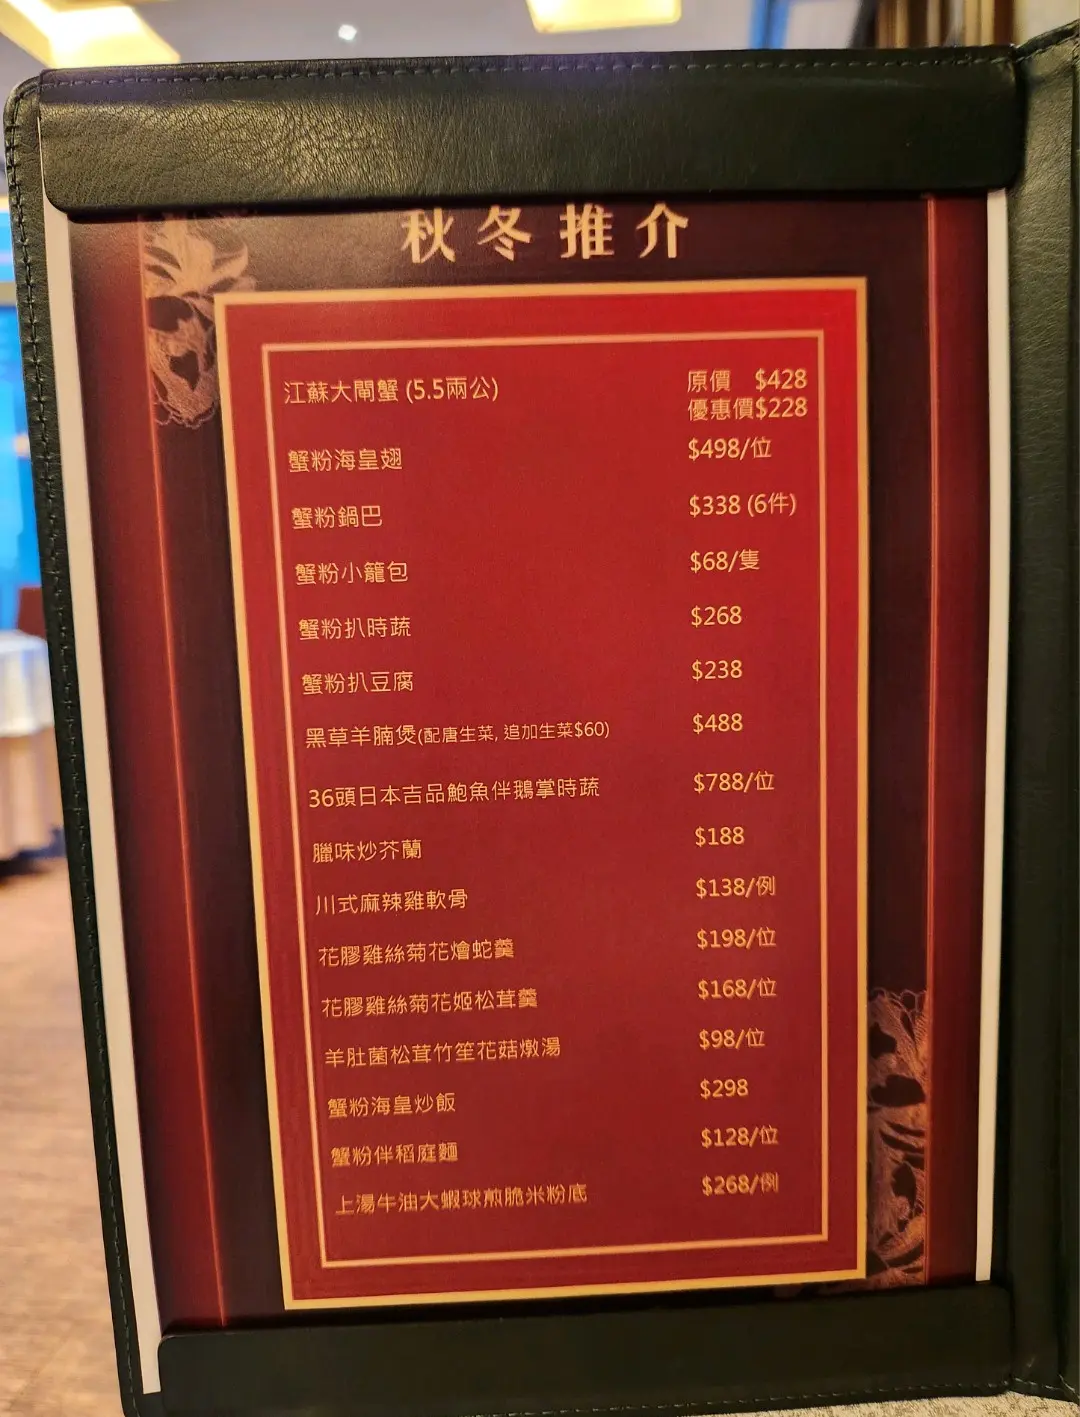 秋冬推介
江蘇大閘蟹 (5.5兩公) 原價 $428
優惠價$228
蟹粉海皇翅 $498/位
蟹粉鍋巴 $338 (6件)
蟹粉小籠包 $68/隻
蟹粉扒時蔬 $268
蟹粉扒豆腐 $238
黑草羊腩煲(配唐生菜, 追加生菜$60) $488
36頭日本吉品鮑魚伴鵝掌時蔬 $788/位
臘味炒芥蘭 $188
川式麻辣雞軟骨 $138/例
花膠雞絲菊花燴蛇羹 $198/位
花膠雞絲菊花姬松茸羹 $168/位
羊肚菌松茸竹笙花菇燉湯 $98/位
蟹粉海皇炒飯 $298
蟹粉伴稻庭麵 $128/位
上湯牛油大蝦球煎脆米粉底 $268/例